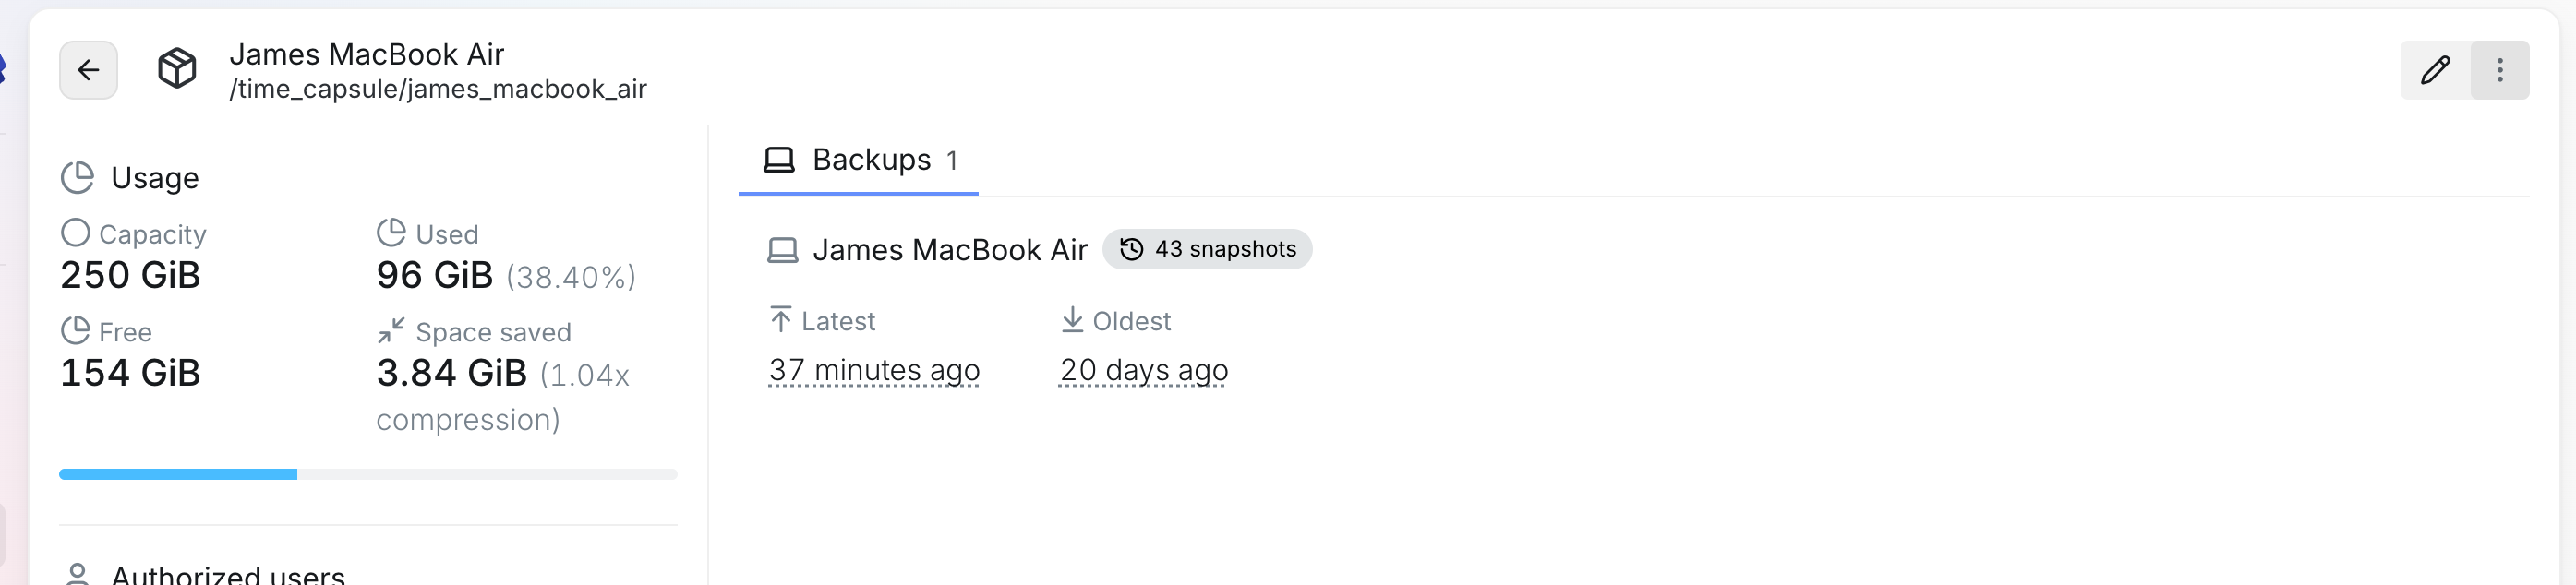 James MacBook Air
/time_capsule/james_macbook_air
Usage
Capacity
250 GiB
Used
96 GiB (38.40%)
Free
154 GiB
Space saved
3.84 GiB (1.04x
compression)
Authorized users
Backups 1
James MacBook Air 43 snapshots
Latest
37 minutes ago
Oldest
20 days ago